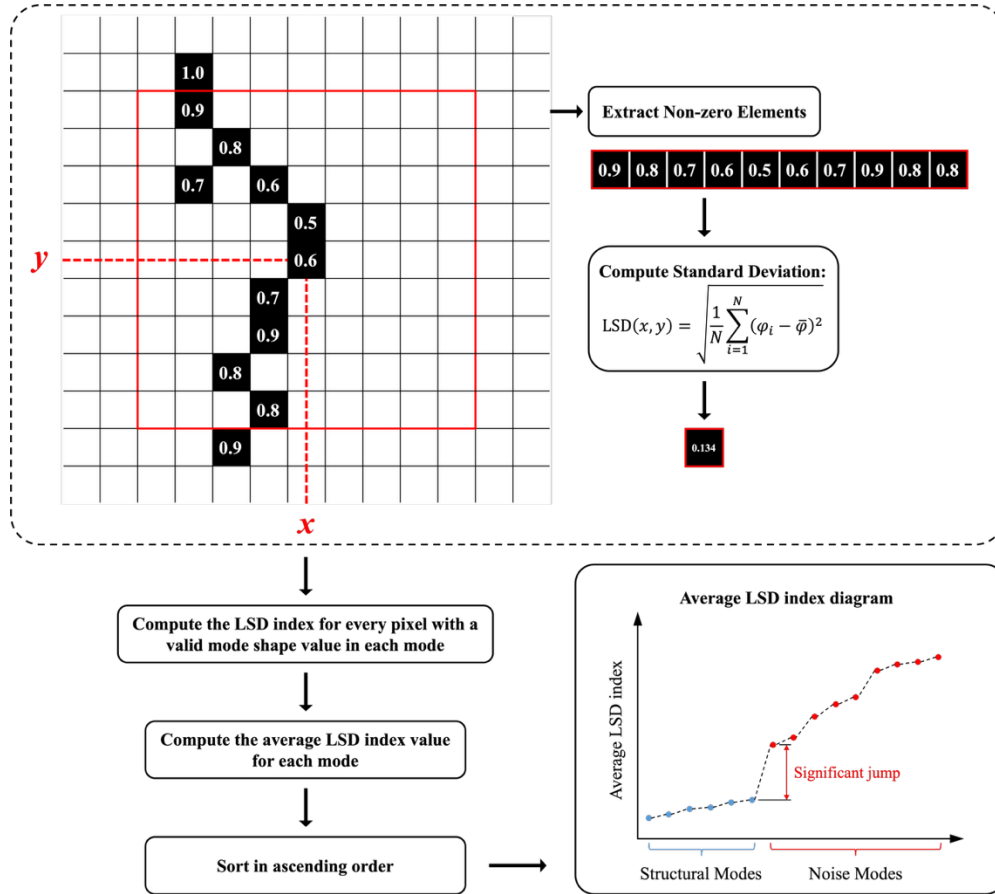 1.0
0.9
0.8
0.7 0.6
0.5
0.6
0.7
0.9
0.8
0.8
0.9
y
x
Extract Non-zero Elements
0.9 0.8 0.7 0.6 0.5 0.6 0.7 0.9 0.8 0.8
Compute Standard Deviation:
LSD(x, y) = √(1/N ∑_{i=1}^{N} (φ_i − φ̄)²)
0.134
Compute the LSD index for every pixel with a
valid mode shape value in each mode
Compute the average LSD index value
for each mode
Sort in ascending order
Average LSD index diagram
Average LSD index
Significant jump
Structural Modes
Noise Modes